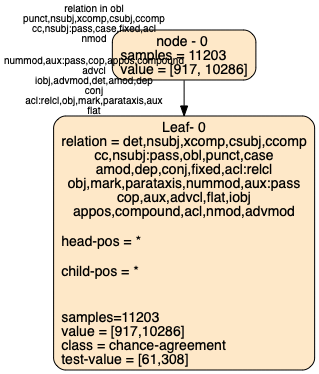 relation in obl
punct,nsubj,xcomp,csubj,ccomp
cc,nsubj:pass,case,fixed,acl
nmod
node - 0
samples = 11203
nummod,aux:pass,cop,appos,compound
value = [917, 10286]
advcl
iobj,advmod,det,amod,dep
conj
acl:relcl,obj,mark,parataxis,aux
flat
Leaf- 0
relation = det,nsubj,xcomp,csubj,ccomp
cc,nsubj:pass,obl,punct,case
amod,dep,conj,fixed,acl:relcl
obj,mark,parataxis,nummod,aux:pass
cop,aux,advcl,flat,iobj
appos,compound,acl,nmod,advmod
head-pos = *
child-pos = *
samples=11203
value = [917,10286]
class = chance-agreement
test-value = [61,308]